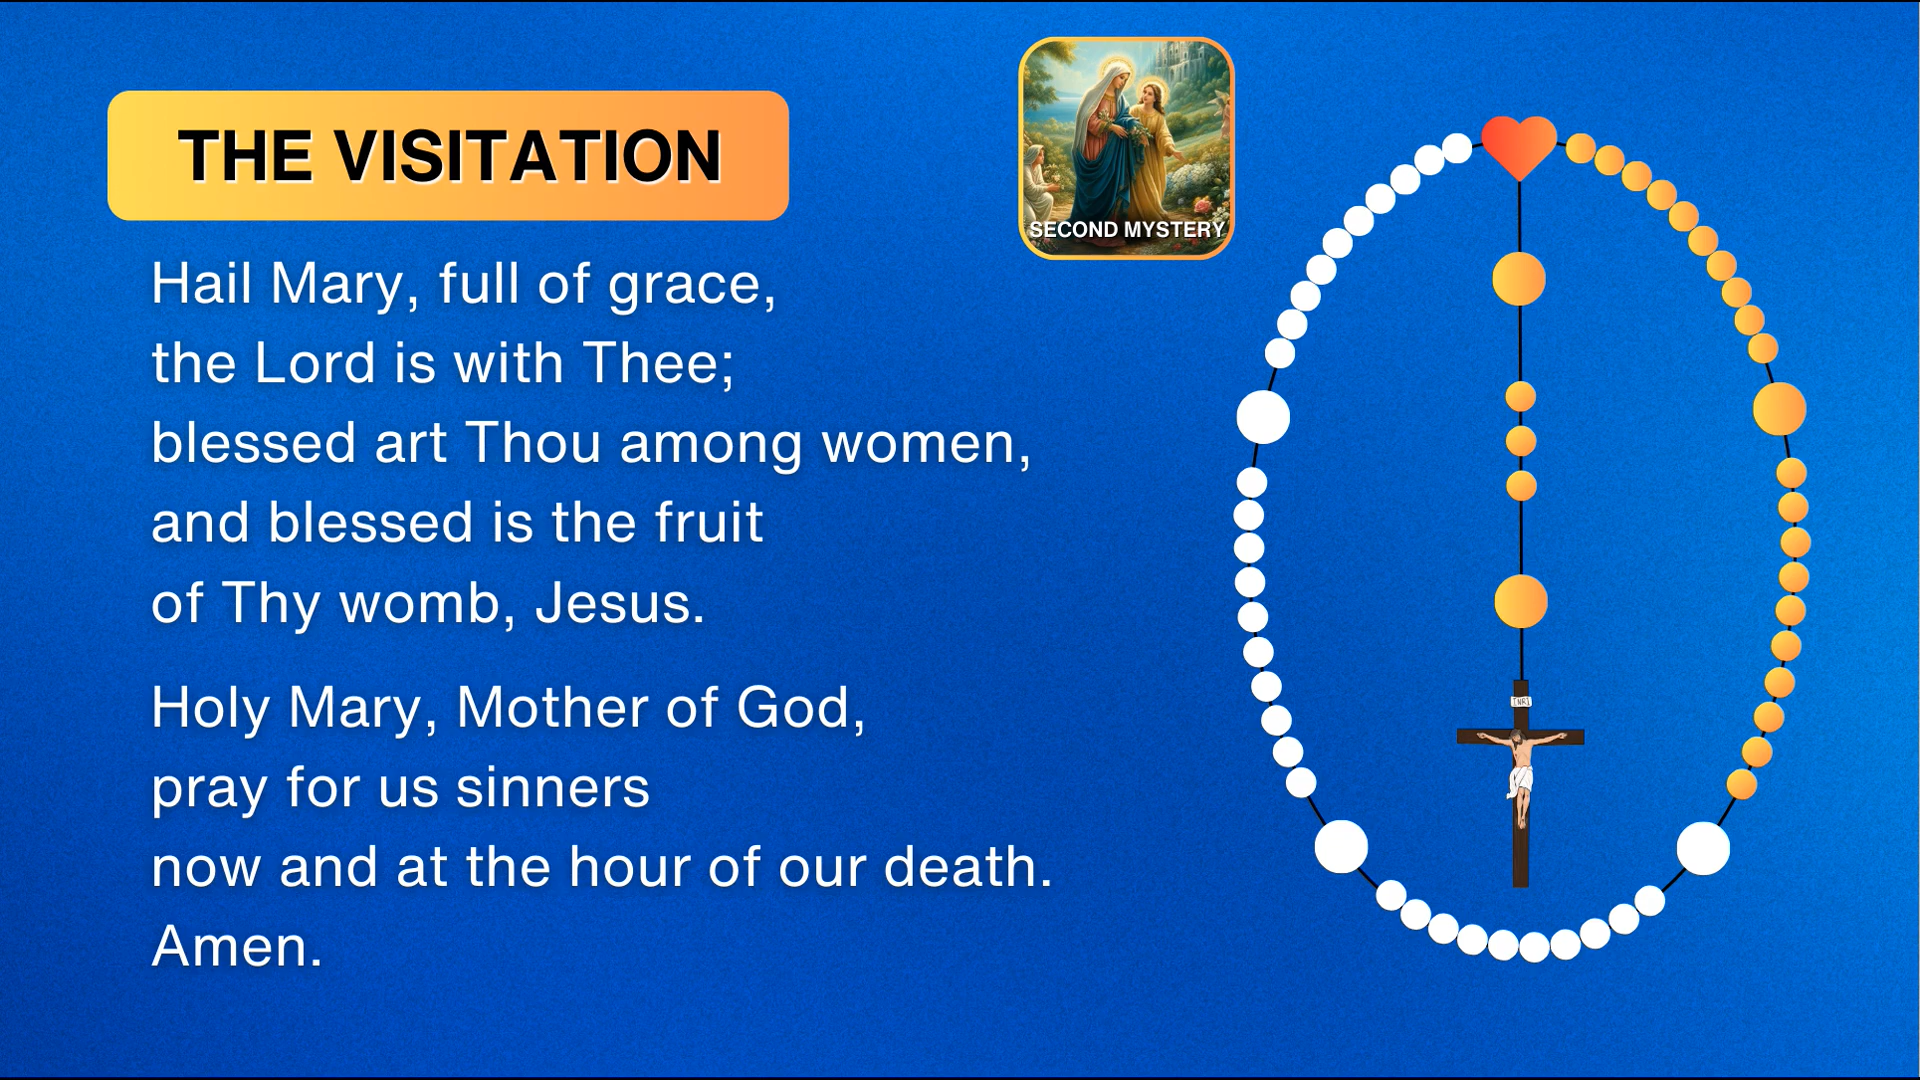 THE VISITATION
SECOND MYSTERY
Hail Mary, full of grace,
the Lord is with Thee;
blessed art Thou among women,
and blessed is the fruit
of Thy womb, Jesus.
Holy Mary, Mother of God,
pray for us sinners
now and at the hour of our death.
Amen.
INRI